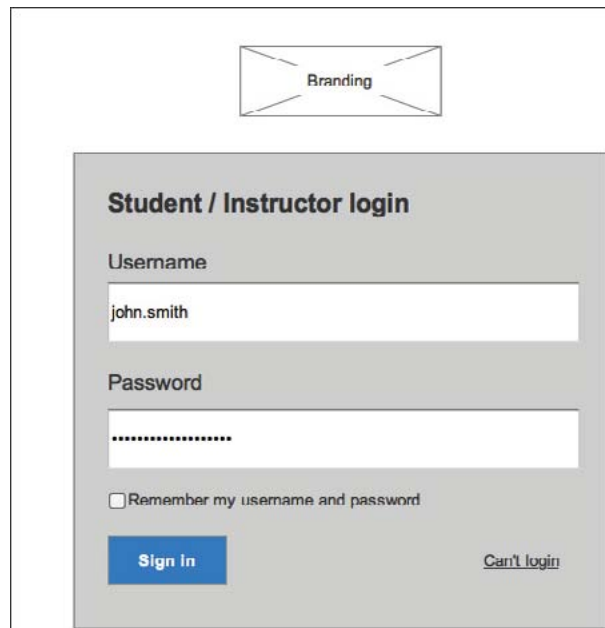 Branding
Student / Instructor login
Username
john.smith
Password
•••••••••••••••••••
Remember my username and password
Sign in
Can't login